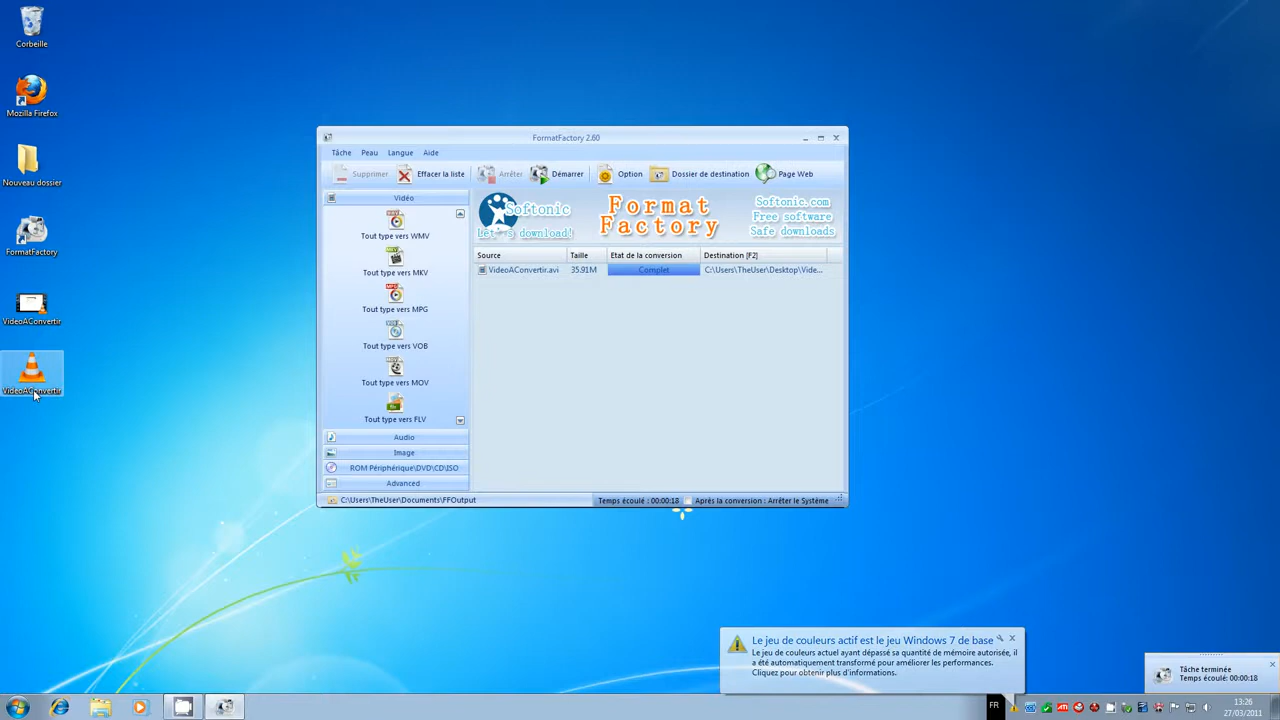 Corbeille
Mozilla Firefox
Nouveau dossier
FormatFactory
VideoAConvertir
VideoAConvertir
FormatFactory 2.60
Tâche Peau Langue Aide
Supprimer Effacer la liste Arrêter Démarrer Option Dossier de destination Page Web
Vidéo
Tout type vers WMV
Tout type vers MKV
Tout type vers MPG
Tout type vers VOB
Tout type vers MOV
Tout type vers FLV
Audio
Image
ROM Périphérique\DVD\CD\ISO
Advanced
Softonic
Let's download!
Format
Factory
Softonic.com
Free software
Safe downloads
Source Taille Etat de la conversion Destination [F2]
VideoAConvertir.avi 35.91M Complet C:\Users\TheUser\Desktop\Vide...
C:\Users\TheUser\Documents\FFOutput
Temps écoulé : 00:00:18
Après la conversion : Arrêter le Système
Le jeu de couleurs actif est le jeu Windows 7 de base
Le jeu de couleurs actuel ayant dépassé sa quantité de mémoire autorisée, il
a été automatiquement transformé pour améliorer les performances.
Cliquez pour obtenir plus d'informations.
Tâche terminée
Temps écoulé: 00:00:18
FR
13:26
27/03/2011